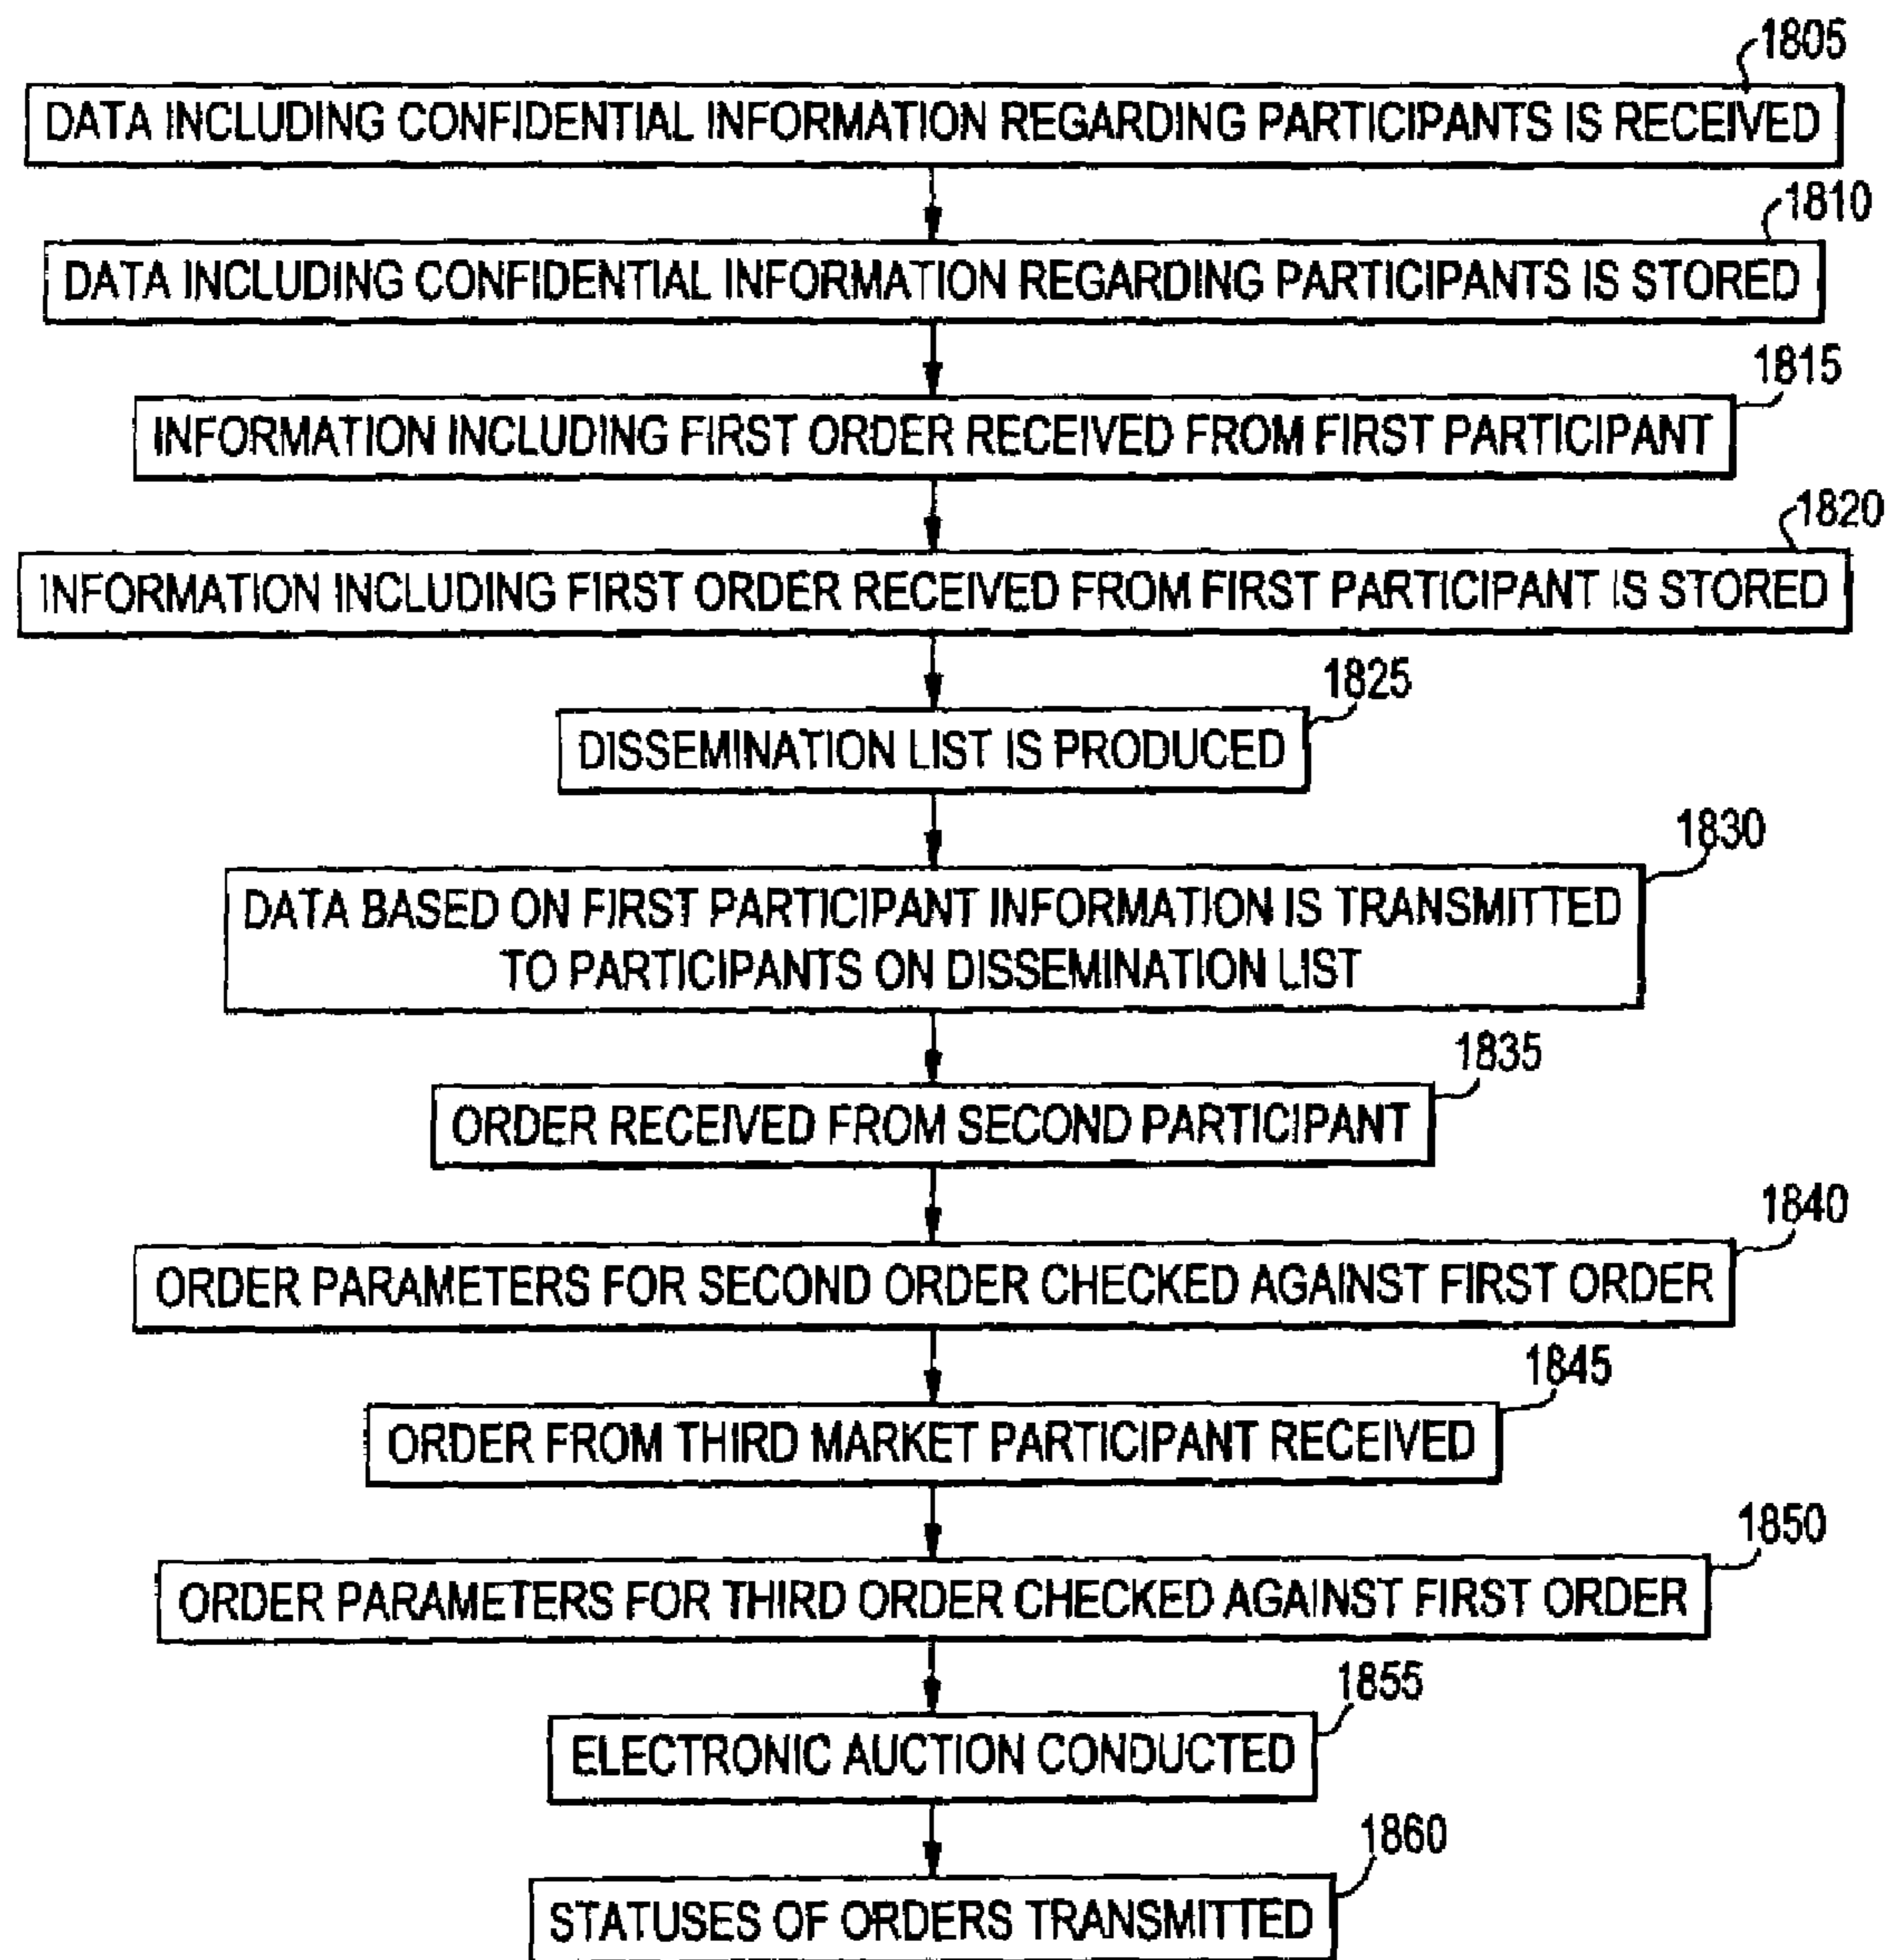 1805
DATA INCLUDING CONFIDENTIAL INFORMATION REGARDING PARTICIPANTS IS RECEIVED
1810
DATA INCLUDING CONFIDENTIAL INFORMATION REGARDING PARTICIPANTS IS STORED
1815
INFORMATION INCLUDING FIRST ORDER RECEIVED FROM FIRST PARTICIPANT
1820
INFORMATION INCLUDING FIRST ORDER RECEIVED FROM FIRST PARTICIPANT IS STORED
1825
DISSEMINATION LIST IS PRODUCED
1830
DATA BASED ON FIRST PARTICIPANT INFORMATION IS TRANSMITTED
TO PARTICIPANTS ON DISSEMINATION LIST
1835
ORDER RECEIVED FROM SECOND PARTICIPANT
1840
ORDER PARAMETERS FOR SECOND ORDER CHECKED AGAINST FIRST ORDER
1845
ORDER FROM THIRD MARKET PARTICIPANT RECEIVED
1850
ORDER PARAMETERS FOR THIRD ORDER CHECKED AGAINST FIRST ORDER
1855
ELECTRONIC AUCTION CONDUCTED
1860
STATUSES OF ORDERS TRANSMITTED